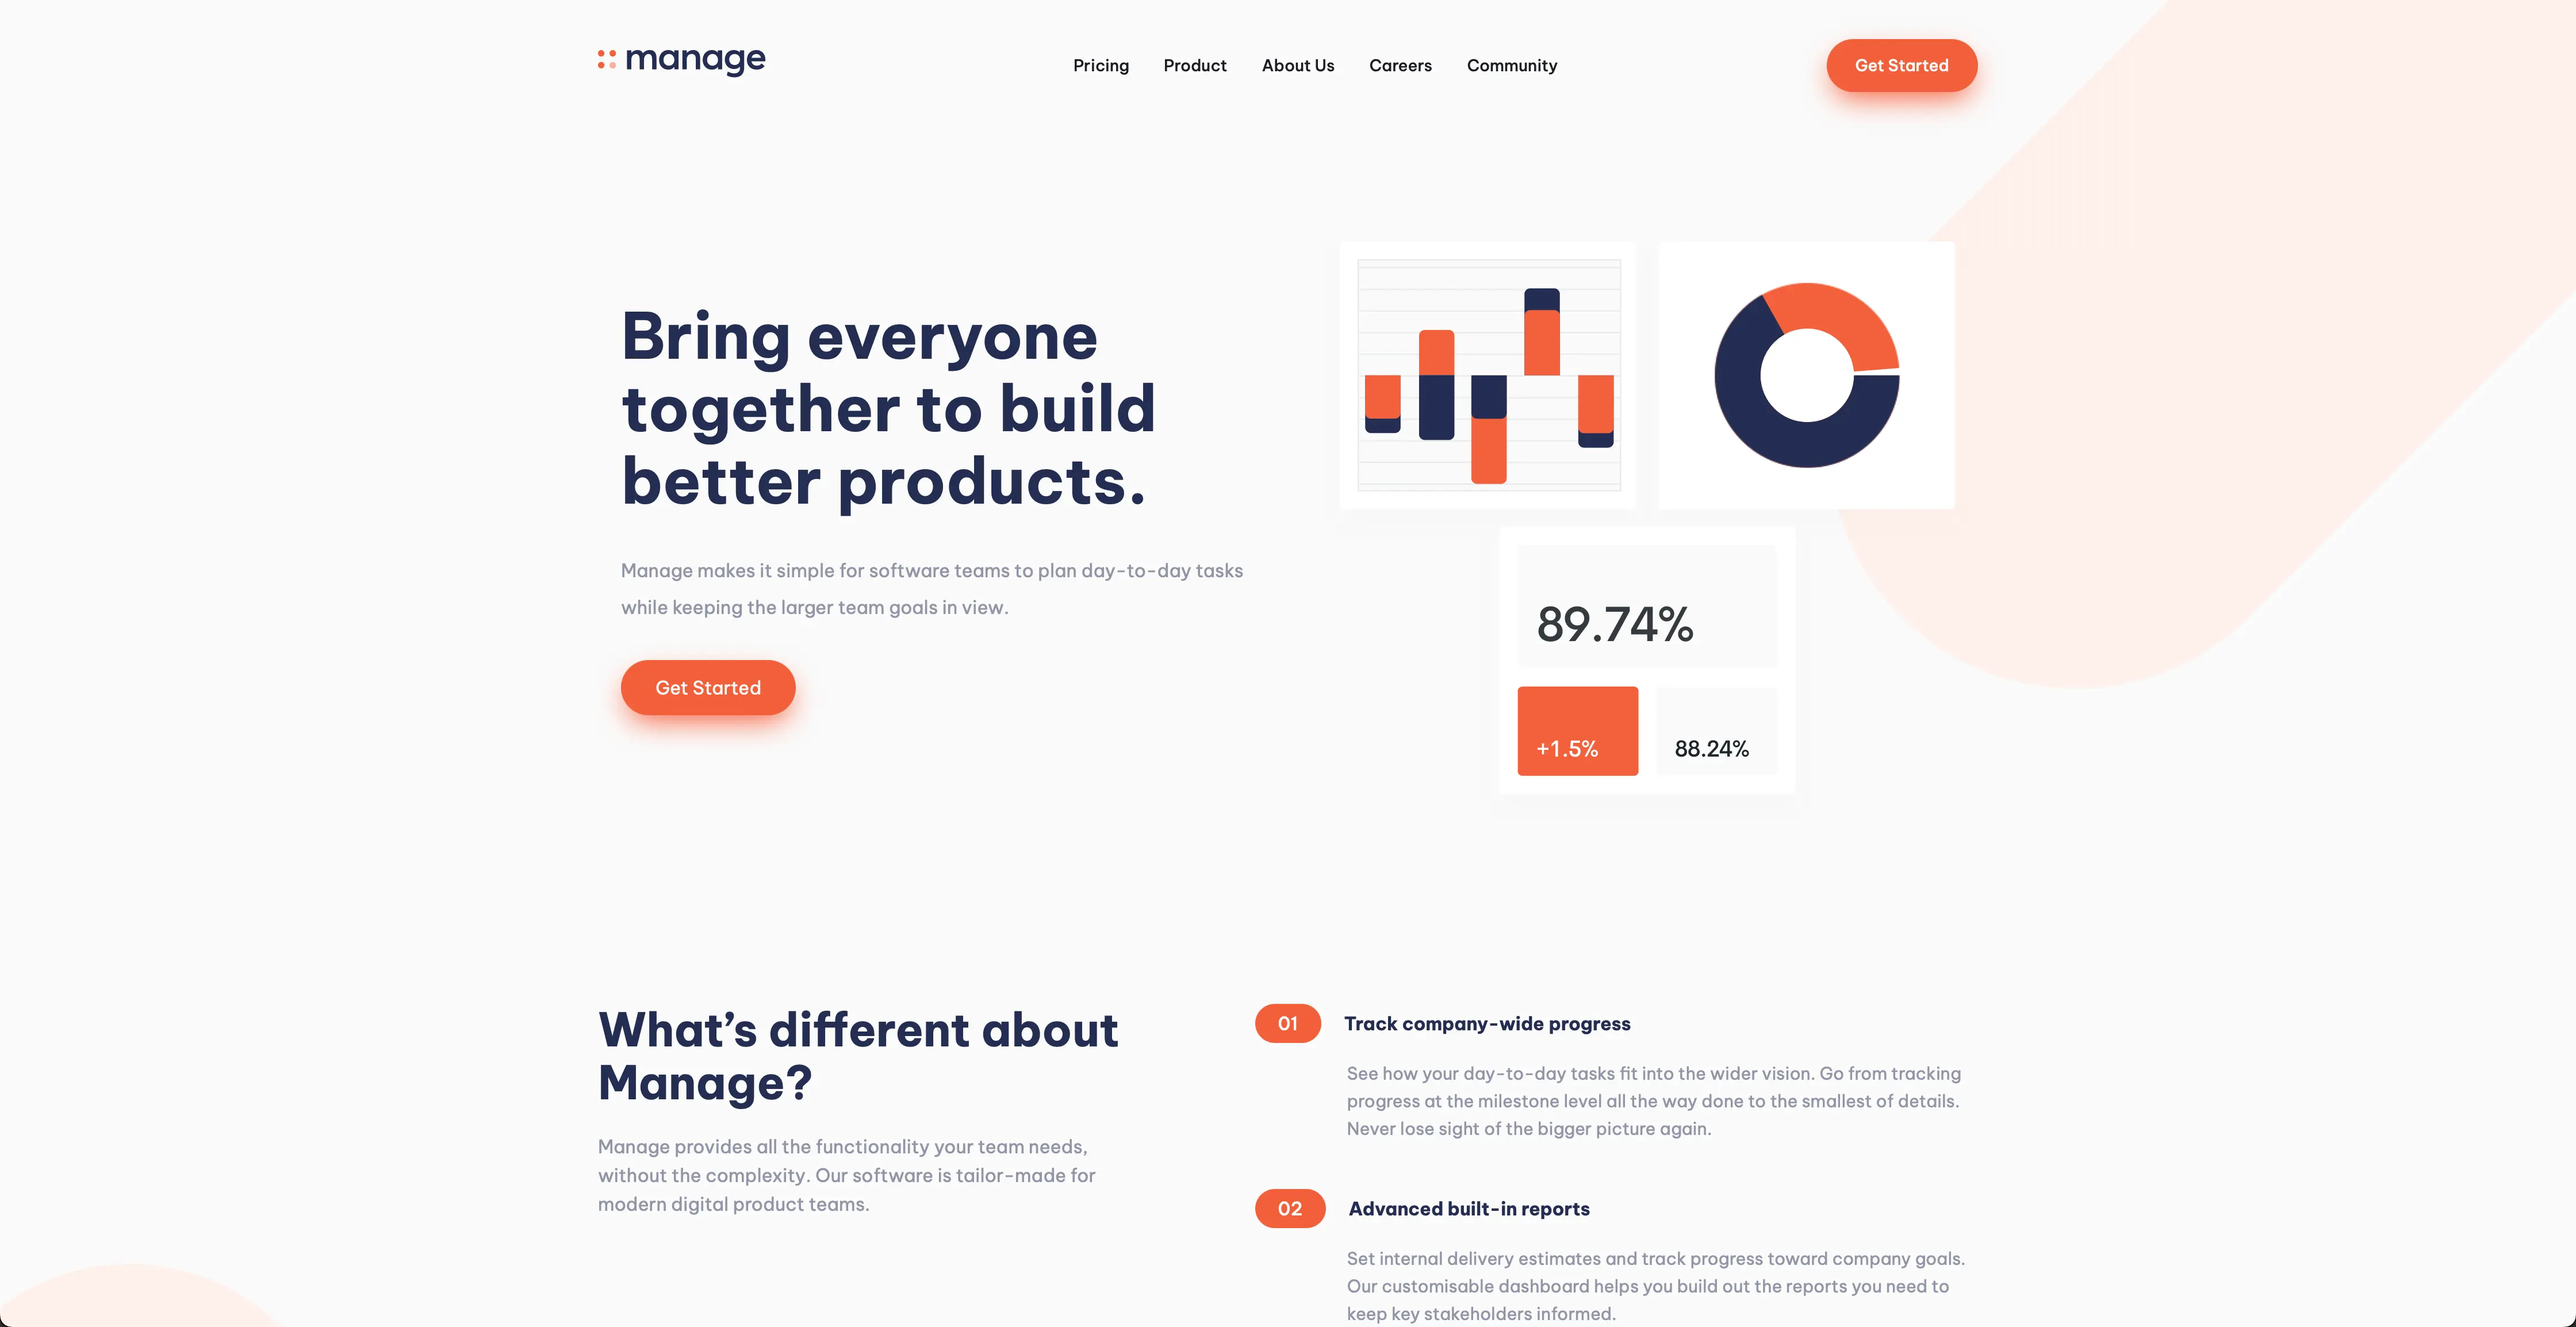 manage
Pricing Product About Us Careers Community
Get Started
Bring everyone
together to build
better products.
Manage makes it simple for software teams to plan day-to-day tasks
while keeping the larger team goals in view.
Get Started
89.74%
+1.5% 88.24%
What’s different about
Manage?
Manage provides all the functionality your team needs,
without the complexity. Our software is tailor-made for
modern digital product teams.
01 Track company-wide progress
See how your day-to-day tasks fit into the wider vision. Go from tracking
progress at the milestone level all the way done to the smallest of details.
Never lose sight of the bigger picture again.
02 Advanced built-in reports
Set internal delivery estimates and track progress toward company goals.
Our customisable dashboard helps you build out the reports you need to
keep key stakeholders informed.